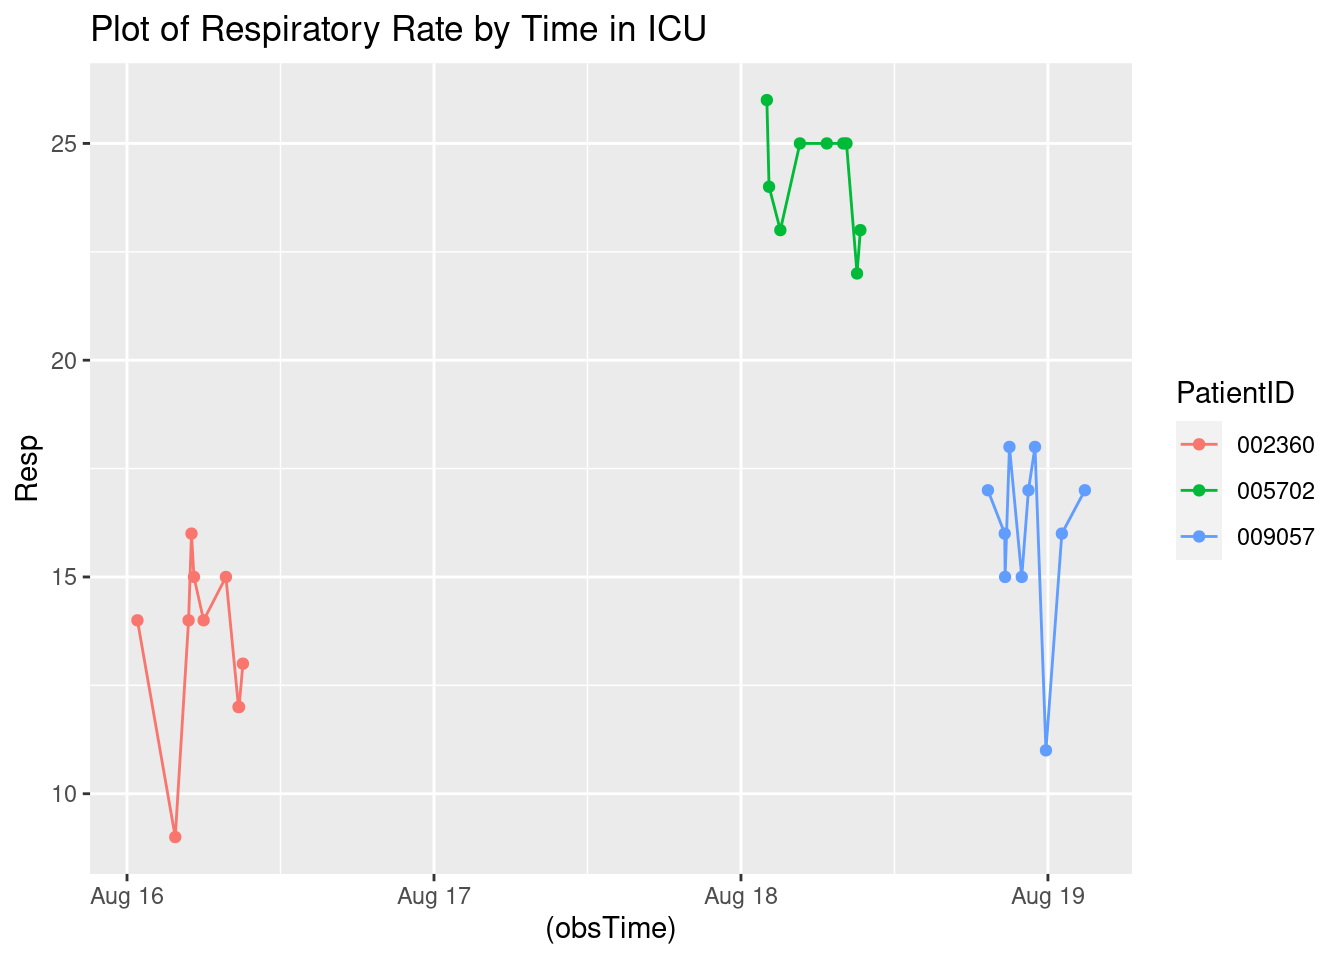 Plot of Respiratory Rate by Time in ICU
25
20
15
10
Resp
Aug 16
Aug 17
Aug 18
Aug 19
(obsTime)
PatientID
002360
005702
009057